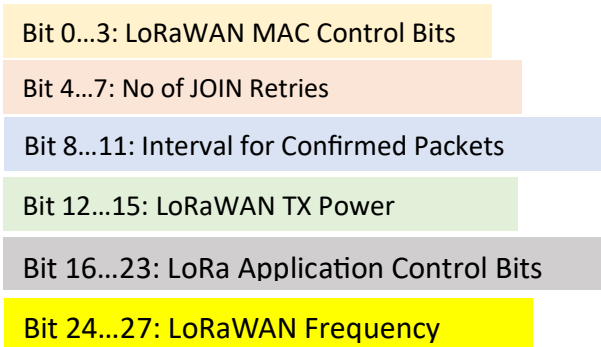 Bit 0…3: LoRaWAN MAC Control Bits
Bit 4…7: No of JOIN Retries
Bit 8…11: Interval for Confirmed Packets
Bit 12…15: LoRaWAN TX Power
Bit 16…23: LoRa Application Control Bits
Bit 24…27: LoRaWAN Frequency